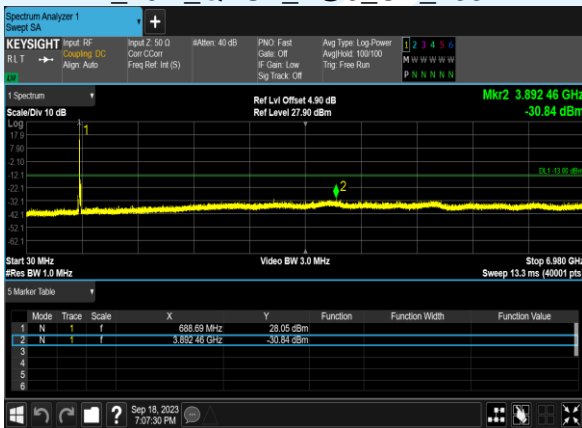 Spectrum Analyzer 1
Swept SA
KEYSIGHT Input: RF Input Z: 50 Ω #Atten: 40 dB PNO: Fast Avg Type: Log-Power 1 2 3 4 5 6
RLT Coupling: DC Corr CCorr Gate: Off Avg|Hold: 100/100 M W W W W W
Align: Auto Freq Ref: Int (S) IF Gain: Low Trig: Free Run
Sig Track: Off P N N N N N
1 Spectrum Ref Lvl Offset 4.90 dB Mkr2 3.892 46 GHz
Scale/Div 10 dB Ref Level 27.90 dBm -30.84 dBm
Log
17.9 1
7.90
-2.10
-12.1 DL1 -13.00 dBm
-22.1 2
-32.1
-42.1
-52.1
-62.1
Start 30 MHz Video BW 3.0 MHz Stop 6.980 GHz
#Res BW 1.0 MHz Sweep 13.3 ms (40001 pts
5 Marker Table
Mode Trace Scale X Y Function Function Width Function Value
1 N 1 f 688.69 MHz 28.05 dBm
2 N 1 f 3.892 46 GHz -30.84 dBm
3
4
5
6
? Sep 18, 2023
7:07:30 PM